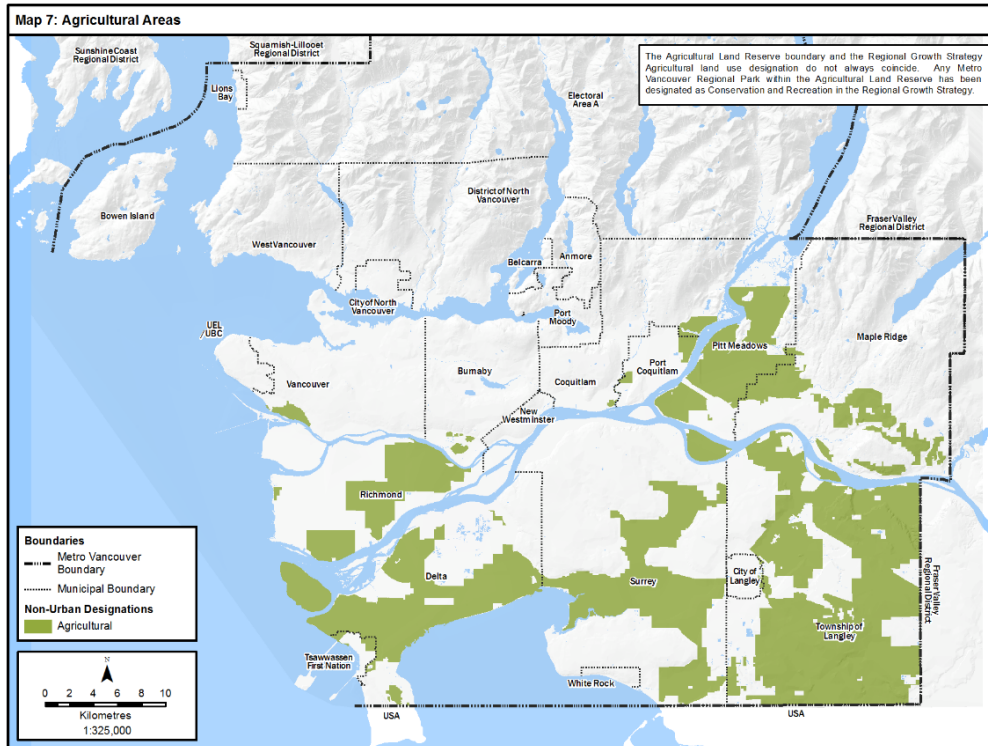 Map 7: Agricultural Areas
Sunshine Coast
Regional District
Squamish-Lillooet
Regional District
The Agricultural Land Reserve boundary and the Regional Growth Strategy
Agricultural land use designation do not always coincide. Any Metro
Vancouver Regional Park within the Agricultural Land Reserve has been
designated as Conservation and Recreation in the Regional Growth Strategy.
Lions
Bay
Electoral
Area A
Bowen Island
District of North
Vancouver
Fraser Valley
Regional District
West Vancouver
Belcarra
Anmore
City of North
Vancouver
Port
Moody
UEL
/UBC
Pitt Meadows
Maple Ridge
Vancouver
Burnaby
Coquitlam
Port
Coquitlam
New
Westminster
Richmond
Delta
Surrey
City of
Langley
Township of
Langley
Fraser Valley
Regional District
Tsawwassen
First Nation
White Rock
USA
USA
Boundaries
Metro Vancouver
Boundary
Municipal Boundary
Non-Urban Designations
Agricultural
N
0 2 4 6 8 10
Kilometres
1:325,000